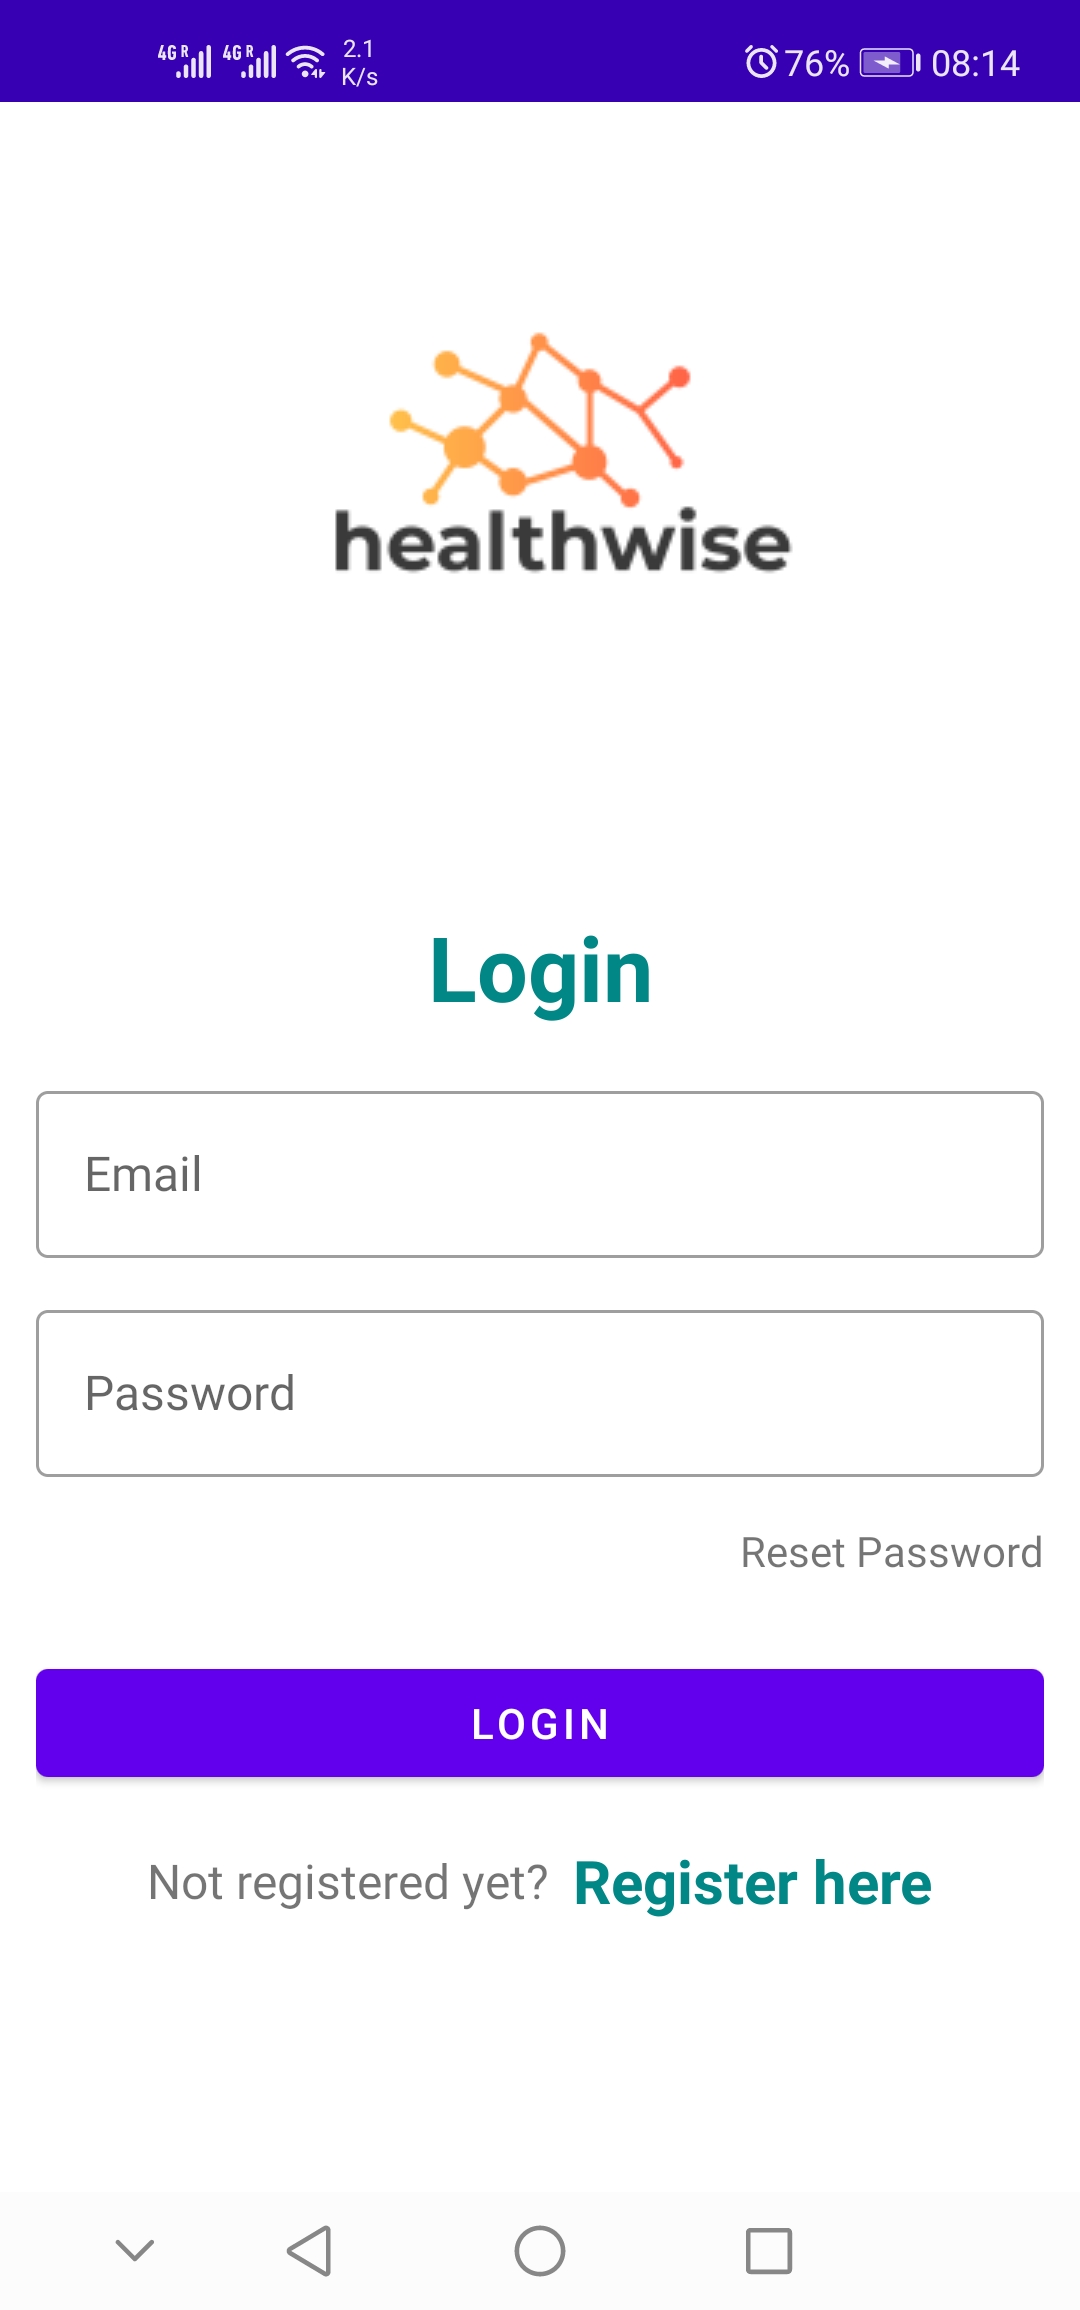 4G R 4G R 2.1 K/s 76% 08:14
healthwise
Login
Email
Password
Reset Password
LOGIN
Not registered yet? Register here